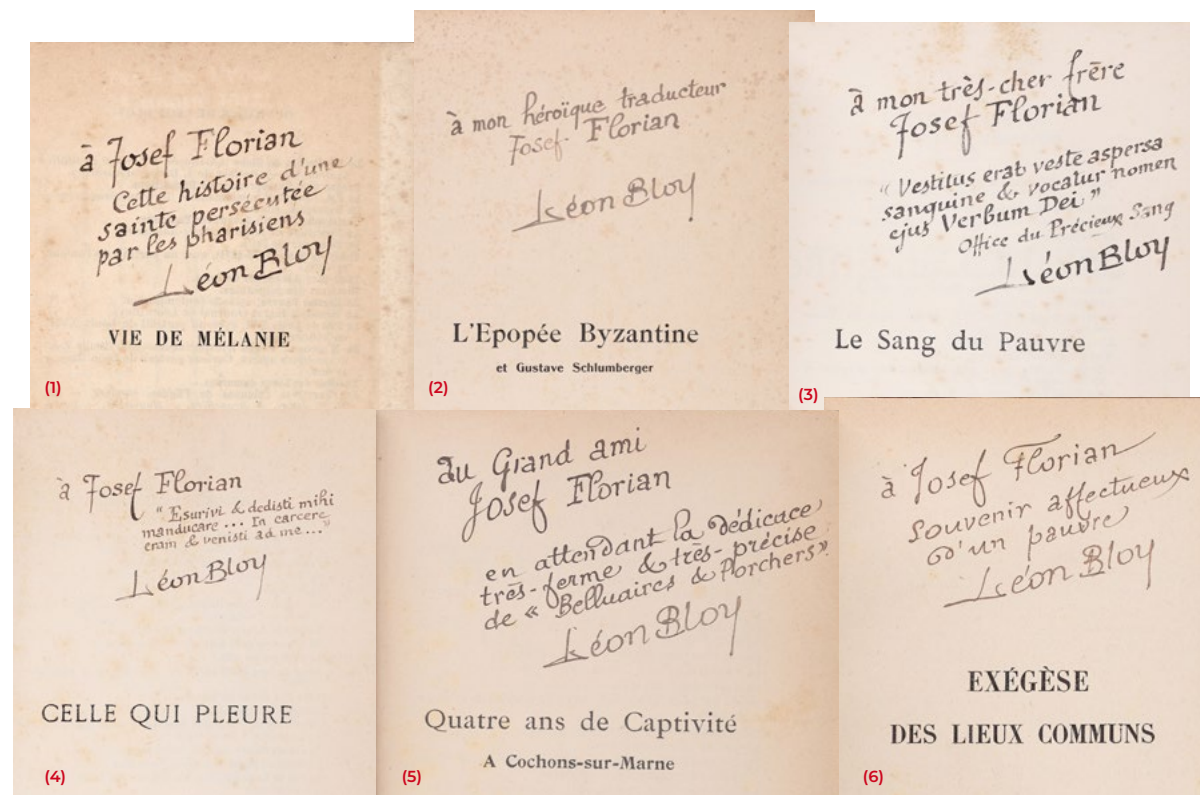 à Josef Florian
Cette histoire d'une
sainte persécutée
par les pharisiens
Léon Bloy
VIE DE MÉLANIE
(1)
à mon héroïque traducteur
Josef Florian
Léon Bloy
L'Epopée Byzantine
et Gustave Schlumberger
(2)
à mon très-cher frère
Josef Florian
"Vestitus erat veste aspersa
sanguine & vocatur nomen
ejus Verbum Dei"
Office du Précieux Sang
Léon Bloy
Le Sang du Pauvre
(3)
à Josef Florian
"Esurivi & dedisti mihi
manducare... In carcere
eram & venisti ad me..."
Léon Bloy
CELLE QUI PLEURE
(4)
au Grand ami
Josef Florian
en attendant la dédicace
très-ferme & très-précise
de « Belluaires & Porchers ».
Léon Bloy
Quatre ans de Captivité
A Cochons-sur-Marne
(5)
à Josef Florian
souvenir affectueux
d'un pauvre
Léon Bloy
EXÉGÈSE
DES LIEUX COMMUNS
(6)